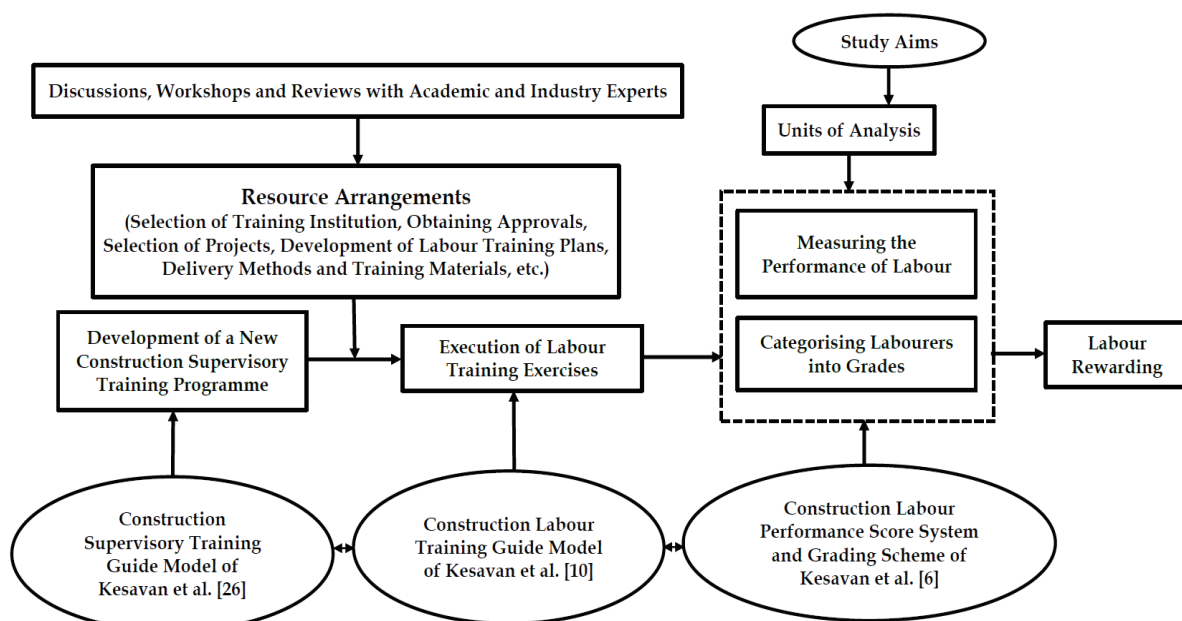 Study Aims
Discussions, Workshops and Reviews with Academic and Industry Experts
Units of Analysis
Resource Arrangements
(Selection of Training Institution, Obtaining Approvals,
Selection of Projects, Development of Labour Training Plans,
Delivery Methods and Training Materials, etc.)
Measuring the
Performance of Labour
Development of a New
Construction Supervisory
Training Programme
Execution of Labour
Training Exercises
Categorising Labourers
into Grades
Labour
Rewarding
Construction
Supervisory Training
Guide Model of
Kesavan et al. [26]
Construction Labour
Training Guide Model
of Kesavan et al. [10]
Construction Labour
Performance Score System
and Grading Scheme of
Kesavan et al. [6]